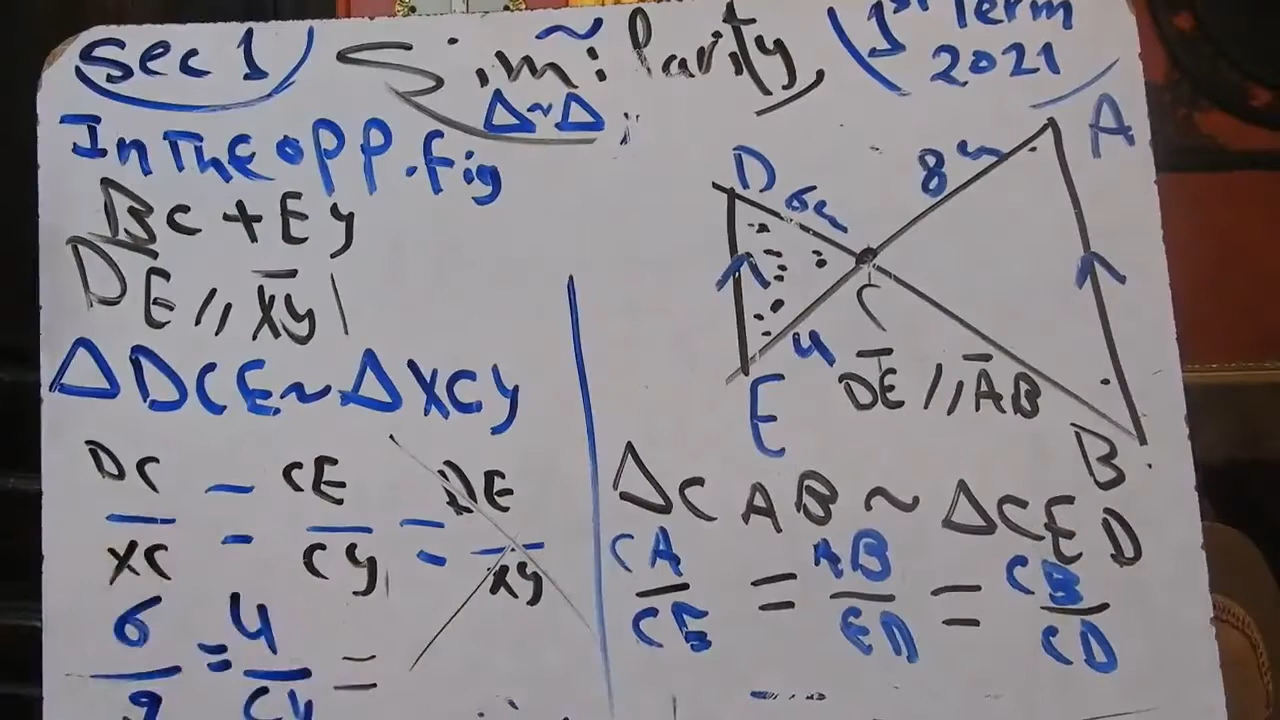 Sec 1
Similarity
1st Term
2021
Δ~Δ
In The opp. fig
BC + Ey
DE // xy
ΔDCE ~ ΔXCy
DC/XC = CE/Cy = DE/xy
6/9 = 4/Cy =
D
6
8
A
C
4
E
B
DE // AB
ΔCAB ~ ΔCED
CA/CE = AB/ED = CB/CD